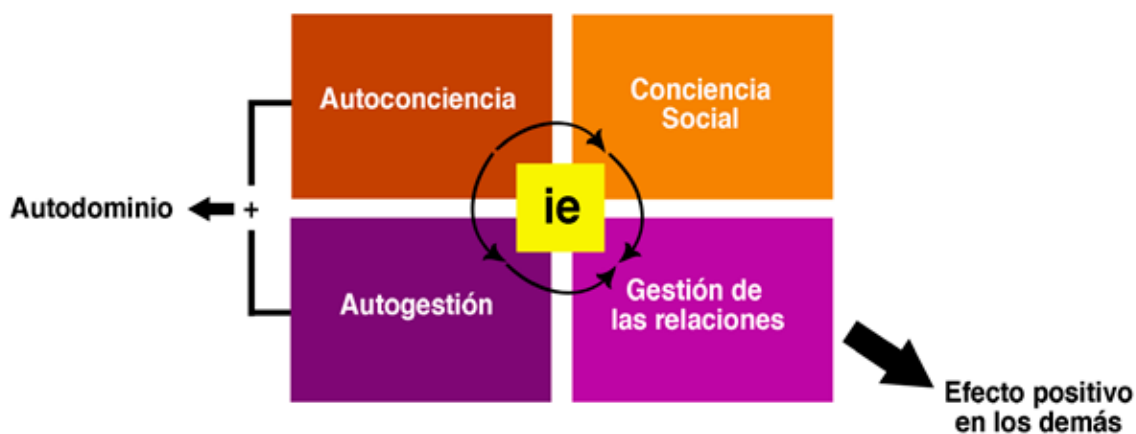 Autoconciencia
Conciencia
Social
Autodominio
+
ie
Autogestión
Gestión de
las relaciones
Efecto positivo
en los demás